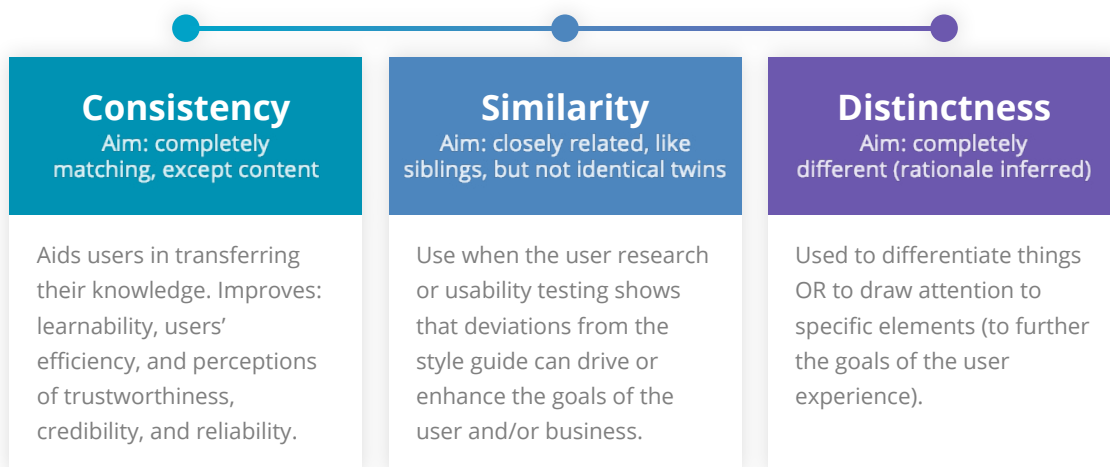 Consistency
Aim: completely
matching, except content
Aids users in transferring
their knowledge. Improves:
learnability, users’
efficiency, and perceptions
of trustworthiness,
credibility, and reliability.
Similarity
Aim: closely related, like
siblings, but not identical twins
Use when the user research
or usability testing shows
that deviations from the
style guide can drive or
enhance the goals of the
user and/or business.
Distinctness
Aim: completely
different (rationale inferred)
Used to differentiate things
OR to draw attention to
specific elements (to further
the goals of the user
experience).